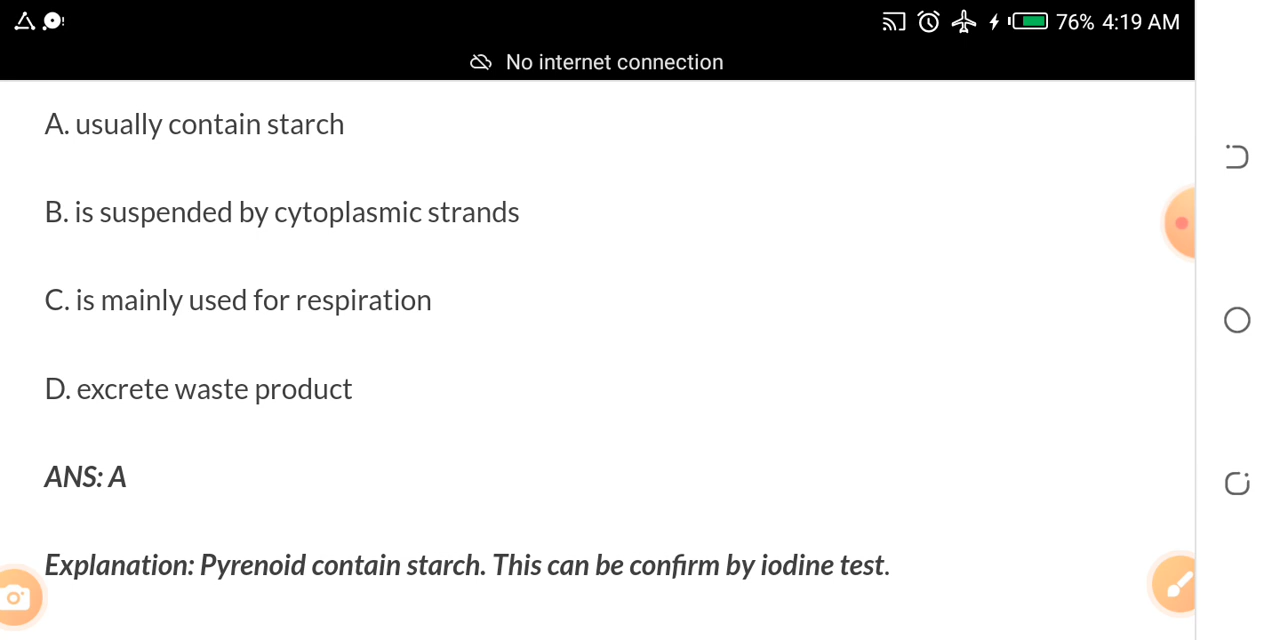 76% 4:19 AM
No internet connection
A. usually contain starch
B. is suspended by cytoplasmic strands
C. is mainly used for respiration
D. excrete waste product
ANS: A
Explanation: Pyrenoid contain starch. This can be confirm by iodine test.